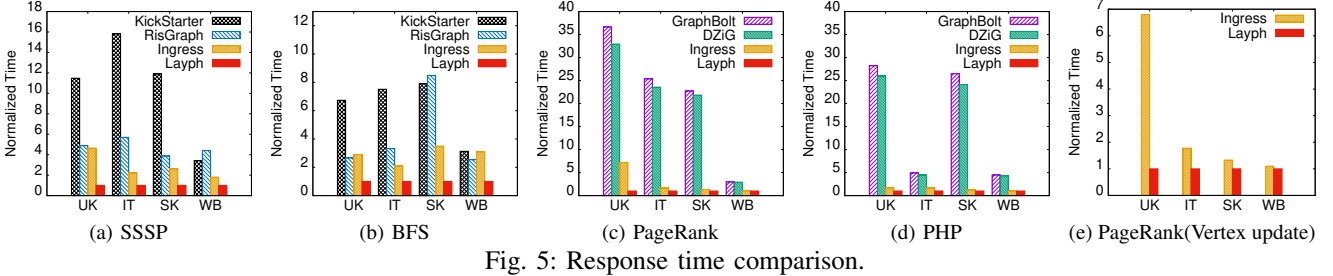 Normalized Time
18
16
14
12
10
8
6
4
2
0
KickStarter
RisGraph
Ingress
Layph
UK IT SK WB
(a) SSSP
Normalized Time
12
10
8
6
4
2
0
KickStarter
RisGraph
Ingress
Layph
UK IT SK WB
(b) BFS
Normalized Time
40
35
30
25
20
15
10
5
0
GraphBolt
DZiG
Ingress
Layph
UK IT SK WB
(c) PageRank
Normalized Time
40
35
30
25
20
15
10
5
0
GraphBolt
DZiG
Ingress
Layph
UK IT SK WB
(d) PHP
Normalized Time
7
6
5
4
3
2
1
0
Ingress
Layph
UK IT SK WB
(e) PageRank(Vertex update)
Fig. 5: Response time comparison.